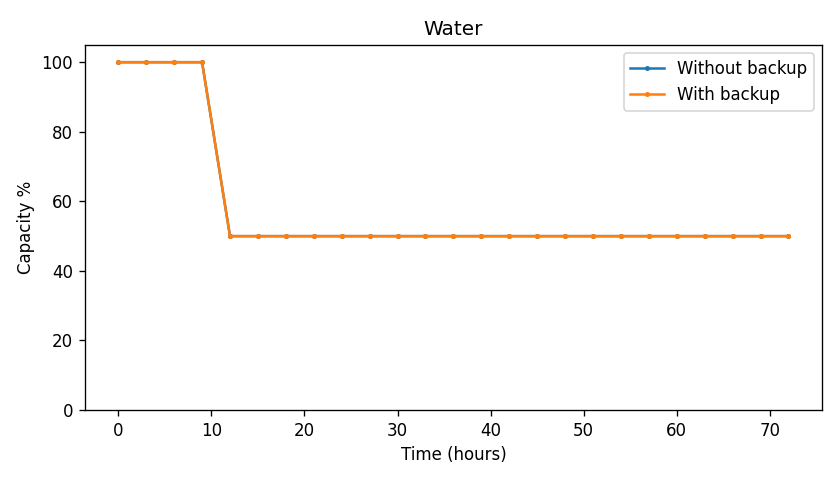 Water
Without backup
With backup
Capacity %
100
80
60
40
20
0
0 10 20 30 40 50 60 70
Time (hours)